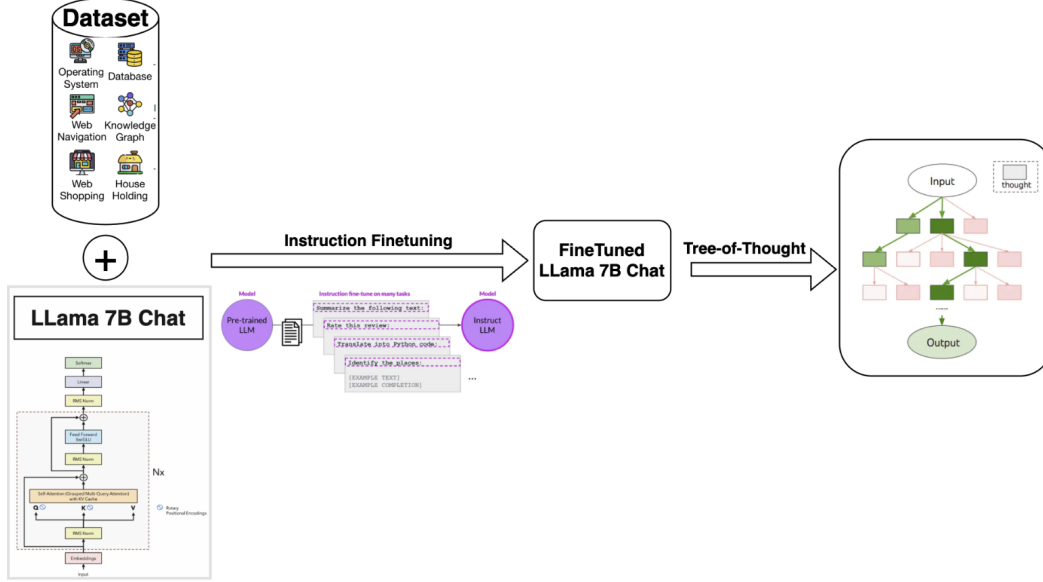 Dataset
Operating
System
Database
Web
Navigation
Knowledge
Graph
Web
Shopping
House
Holding
+
LLama 7B Chat
Softmax
Linear
RMS Norm
Feed Forward
SwiGLU
RMS Norm
Nx
Self-Attention (Grouped Multi-Query Attention)
with KV Cache
Q
K
V
Rotary
Positional Encodings
RMS Norm
Embeddings
Input
Instruction Finetuning
Model
Instruction fine-tune on many tasks
Model
Pre-trained
LLM
Summarize the following text:
Rate this review:
Translate into Python code:
Identify the places:
[EXAMPLE TEXT]
[EXAMPLE COMPLETION]
...
Instruct
LLM
FineTuned
LLama 7B Chat
Tree-of-Thought
Input
thought
......
Output